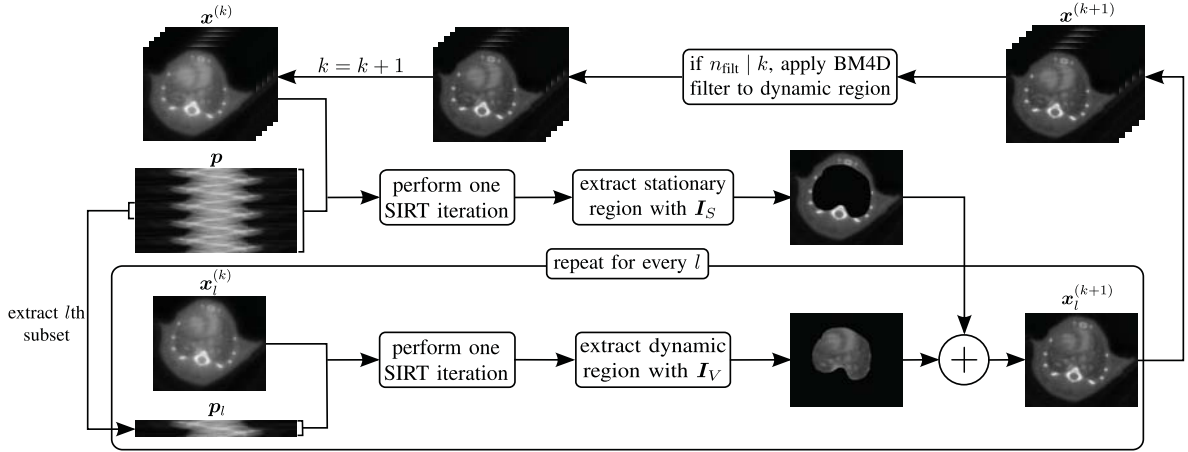 x^(k)
k = k + 1
if n_filt | k, apply BM4D
filter to dynamic region
x^(k+1)
p
perform one
SIRT iteration
extract stationary
region with I_S
repeat for every l
extract lth
subset
x_l^(k)
perform one
SIRT iteration
extract dynamic
region with I_V
+
x_l^(k+1)
p_l